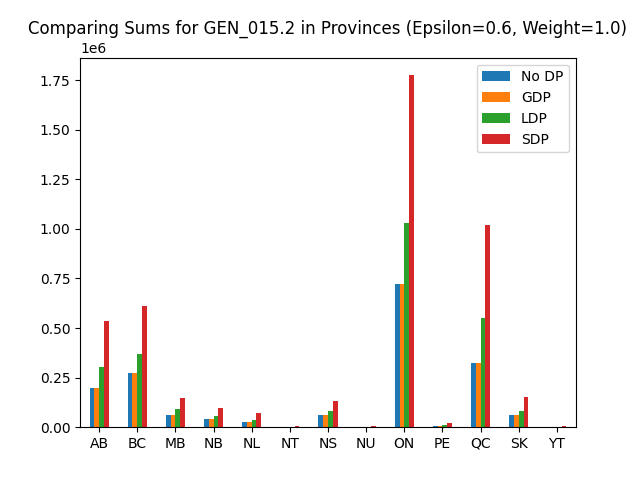 Comparing Sums for GEN_015.2 in Provinces (Epsilon=0.6, Weight=1.0)
1e6
1.75
1.50
1.25
1.00
0.75
0.50
0.25
0.00
No DP
GDP
LDP
SDP
AB BC MB NB NL NT NS NU ON PE QC SK YT